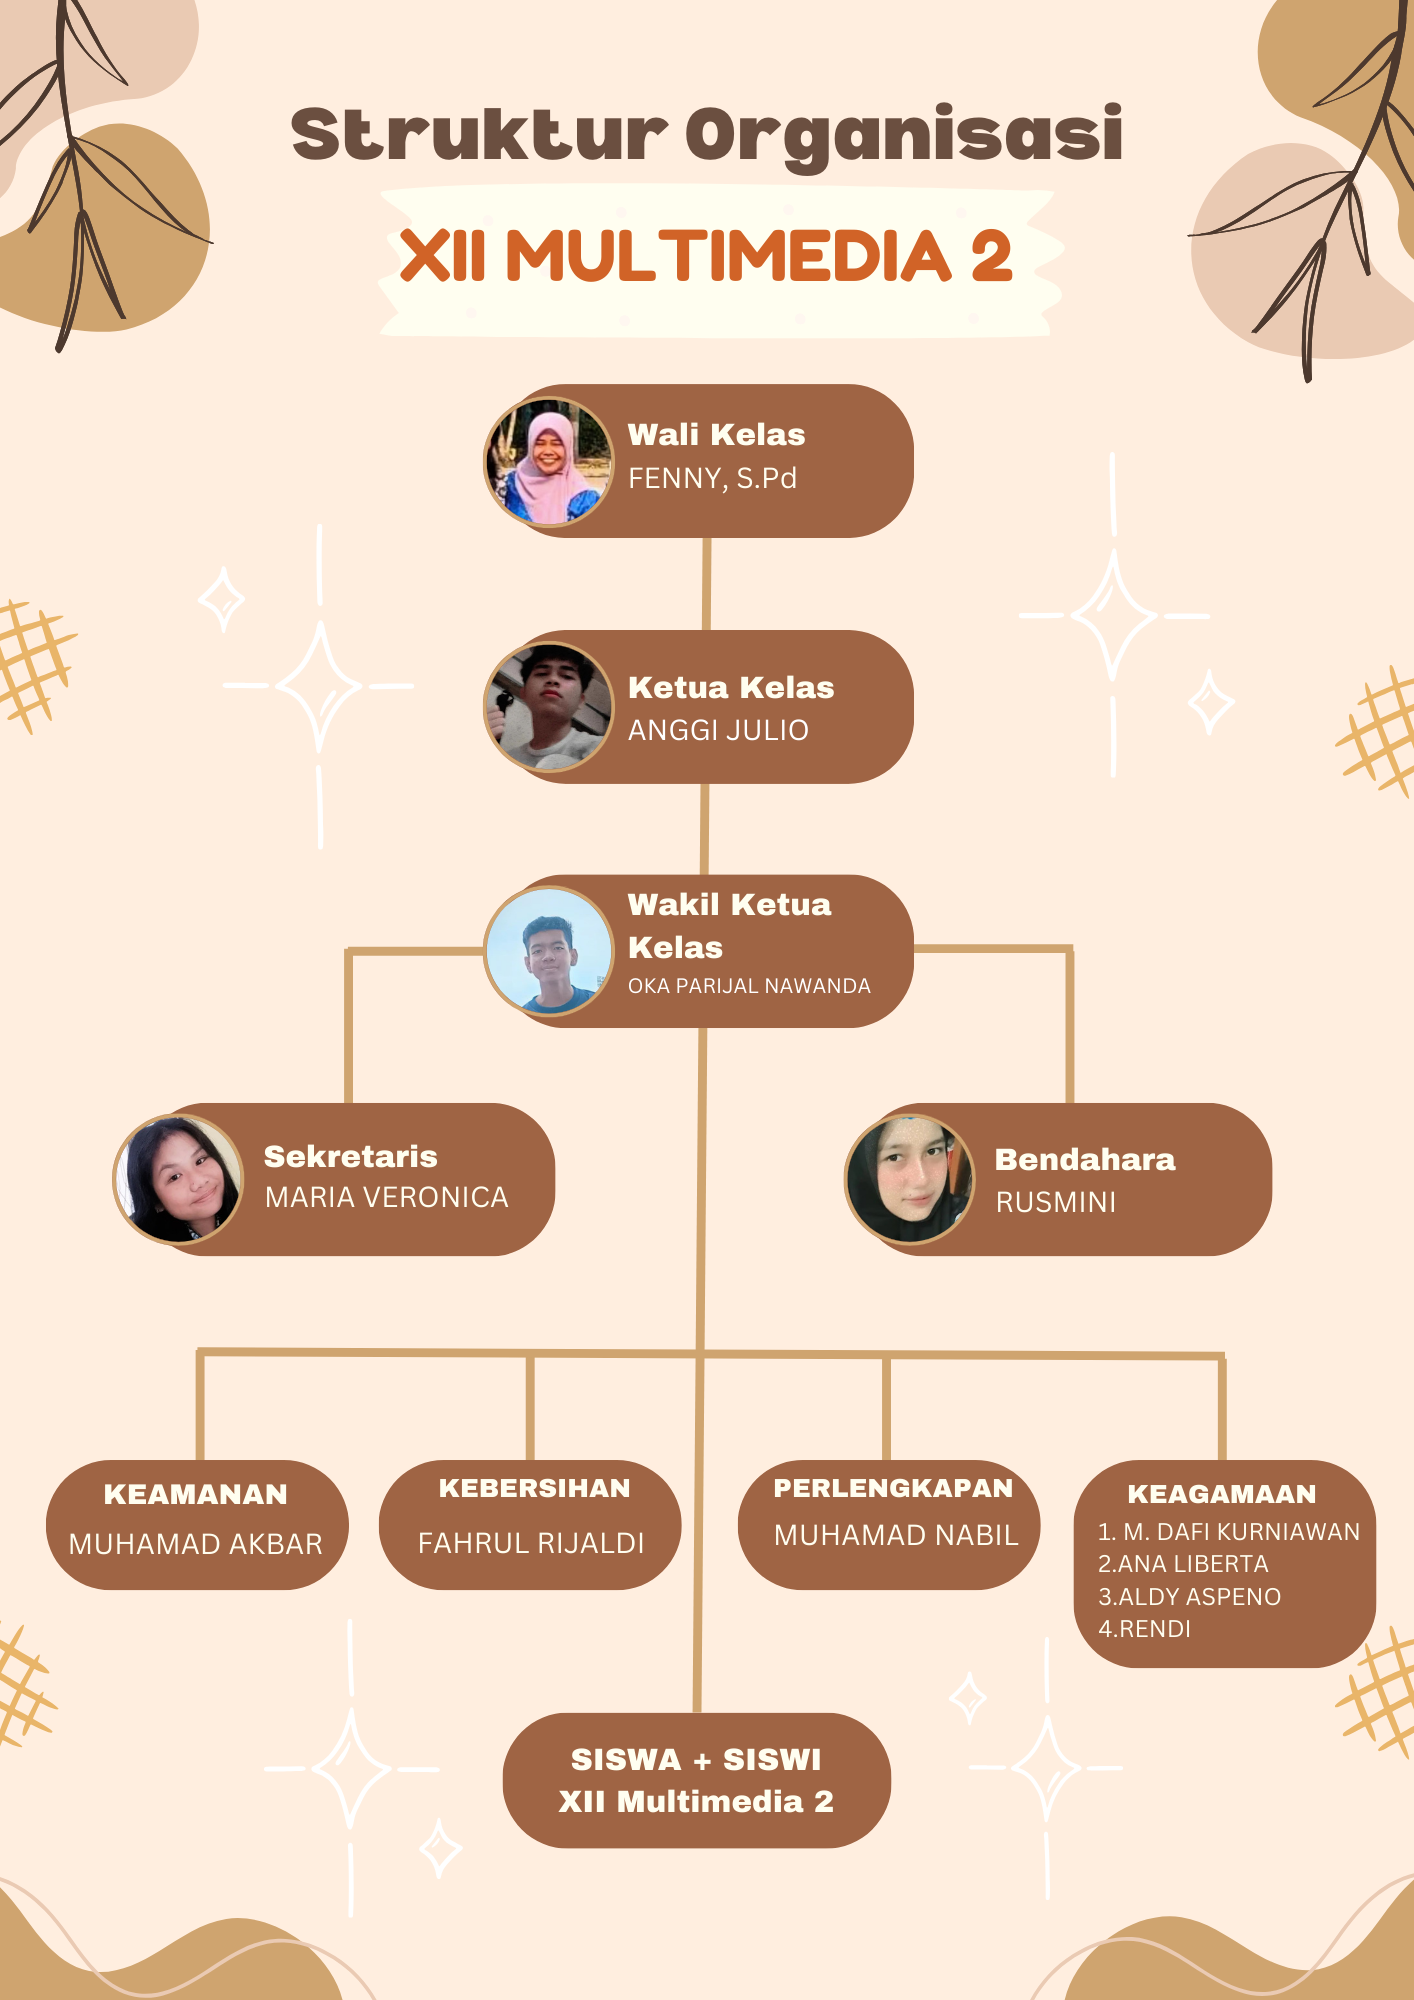 Struktur Organisasi
XII MULTIMEDIA 2
Wali Kelas
FENNY, S.Pd
Ketua Kelas
ANGGI JULIO
Wakil Ketua
Kelas
OKA PARIJAL NAWANDA
Sekretaris
MARIA VERONICA
Bendahara
RUSMINI
KEAMANAN
MUHAMAD AKBAR
KEBERSIHAN
FAHRUL RIJALDI
PERLENGKAPAN
MUHAMAD NABIL
KEAGAMAAN
1. M. DAFI KURNIAWAN
2.ANA LIBERTA
3.ALDY ASPENO
4.RENDI
SISWA + SISWI
XII Multimedia 2